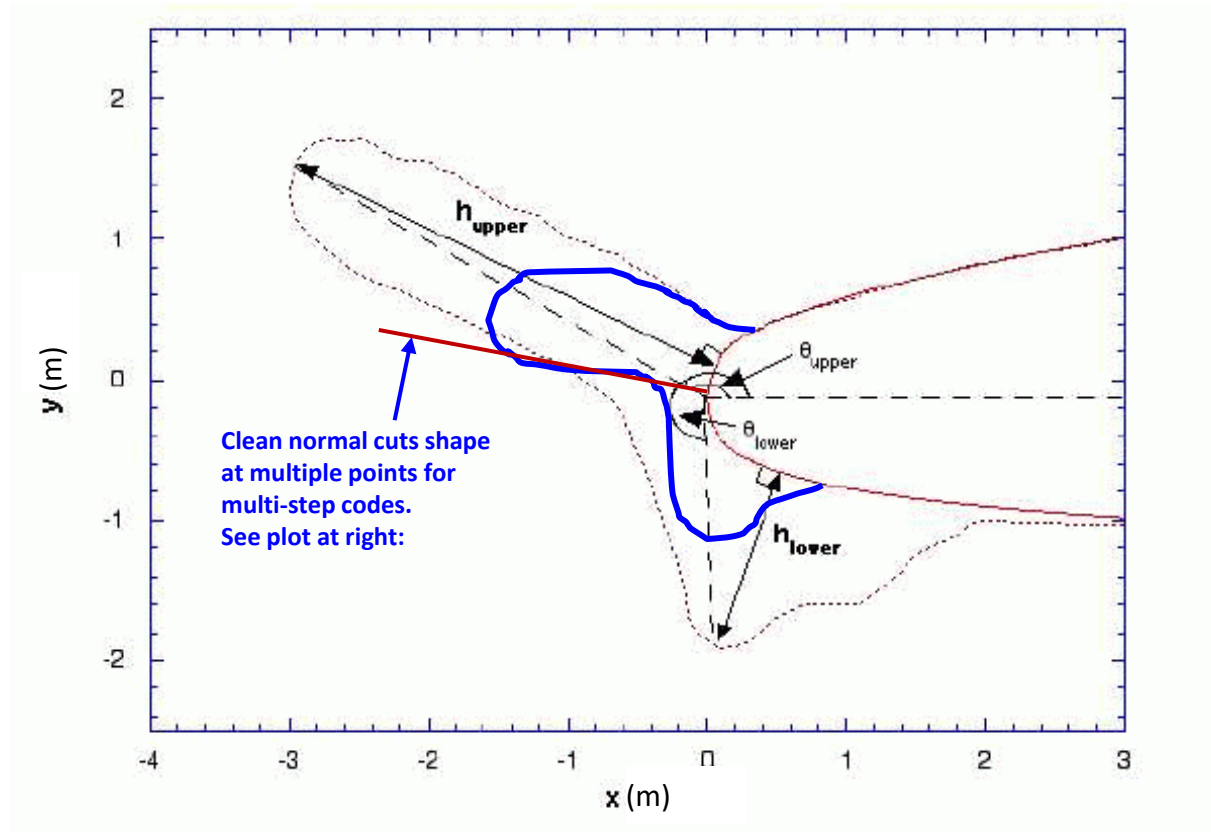 2
1
0
-1
-2
y (m)
h upper
θ upper
θ lower
h lower
Clean normal cuts shape
at multiple points for
multi-step codes.
See plot at right:
-4 -3 -2 -1 0 1 2 3
x (m)